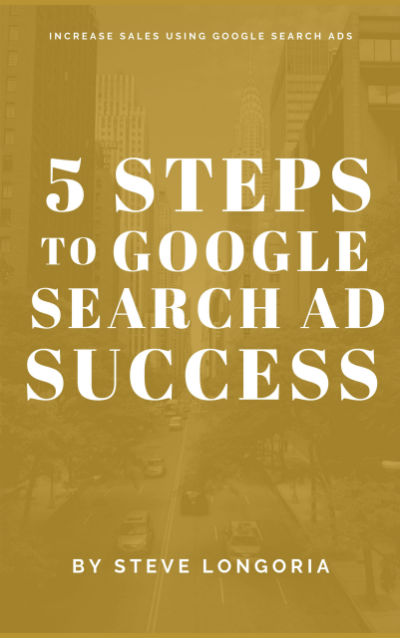 INCREASE SALES USING GOOGLE SEARCH ADS
5 STEPS
TO GOOGLE
SEARCH AD
SUCCESS
BY STEVE LONGORIA